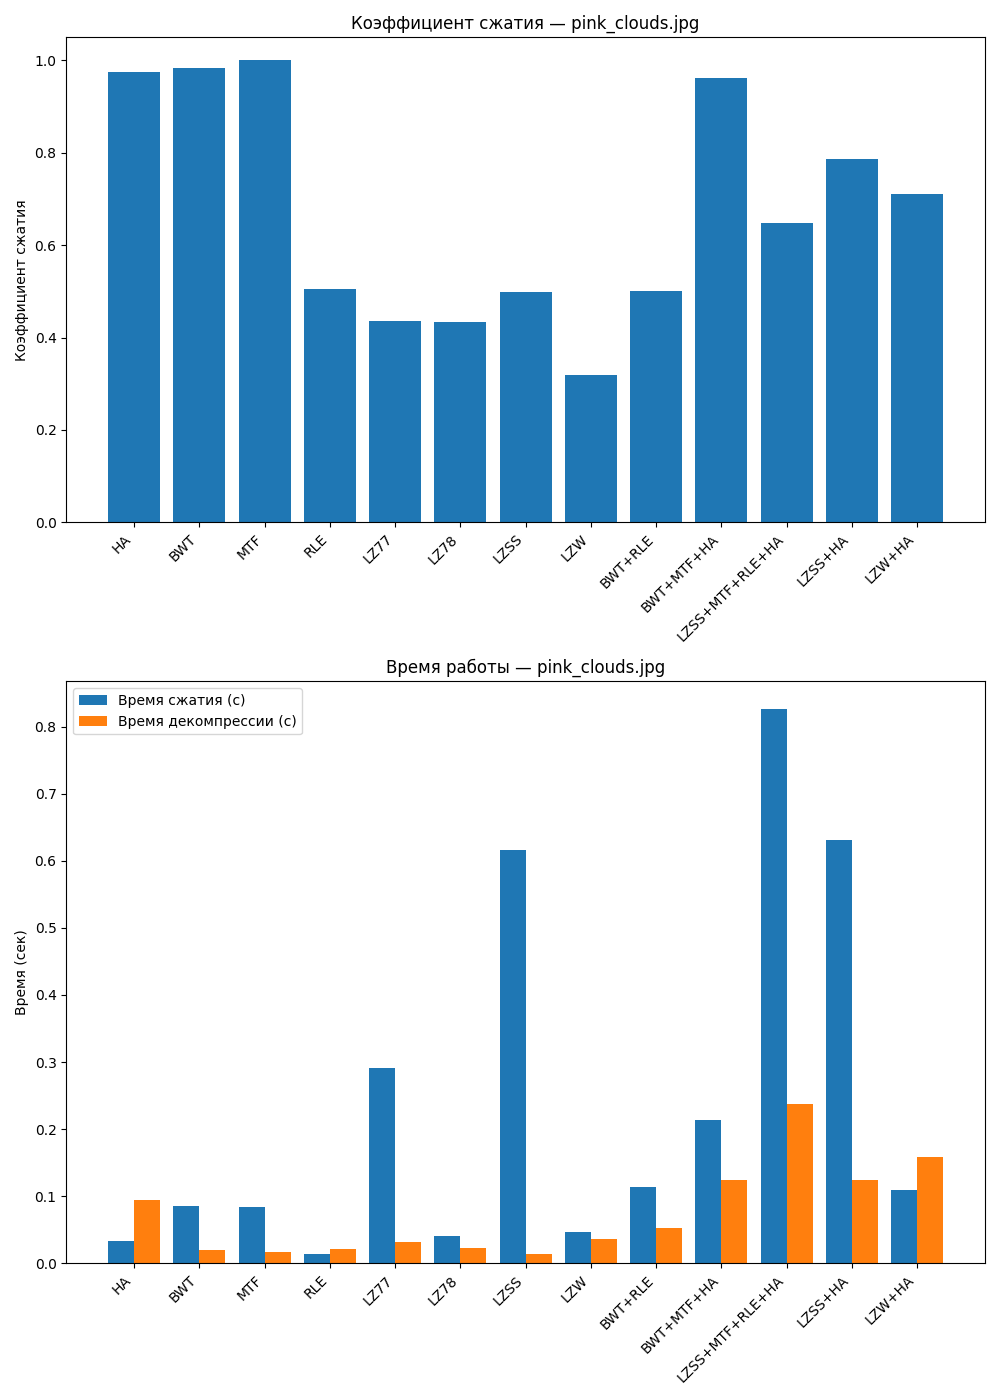 Коэффициент сжатия — pink_clouds.jpg
Коэффициент сжатия
1.0
0.8
0.6
0.4
0.2
0.0
HA
BWT
MTF
RLE
LZ77
LZ78
LZSS
LZW
BWT+RLE
BWT+MTF+HA
LZSS+MTF+RLE+HA
LZSS+HA
LZW+HA
Время работы — pink_clouds.jpg
Время сжатия (с)
Время декомпрессии (с)
Время (сек)
0.8
0.7
0.6
0.5
0.4
0.3
0.2
0.1
0.0
HA
BWT
MTF
RLE
LZ77
LZ78
LZSS
LZW
BWT+RLE
BWT+MTF+HA
LZSS+MTF+RLE+HA
LZSS+HA
LZW+HA